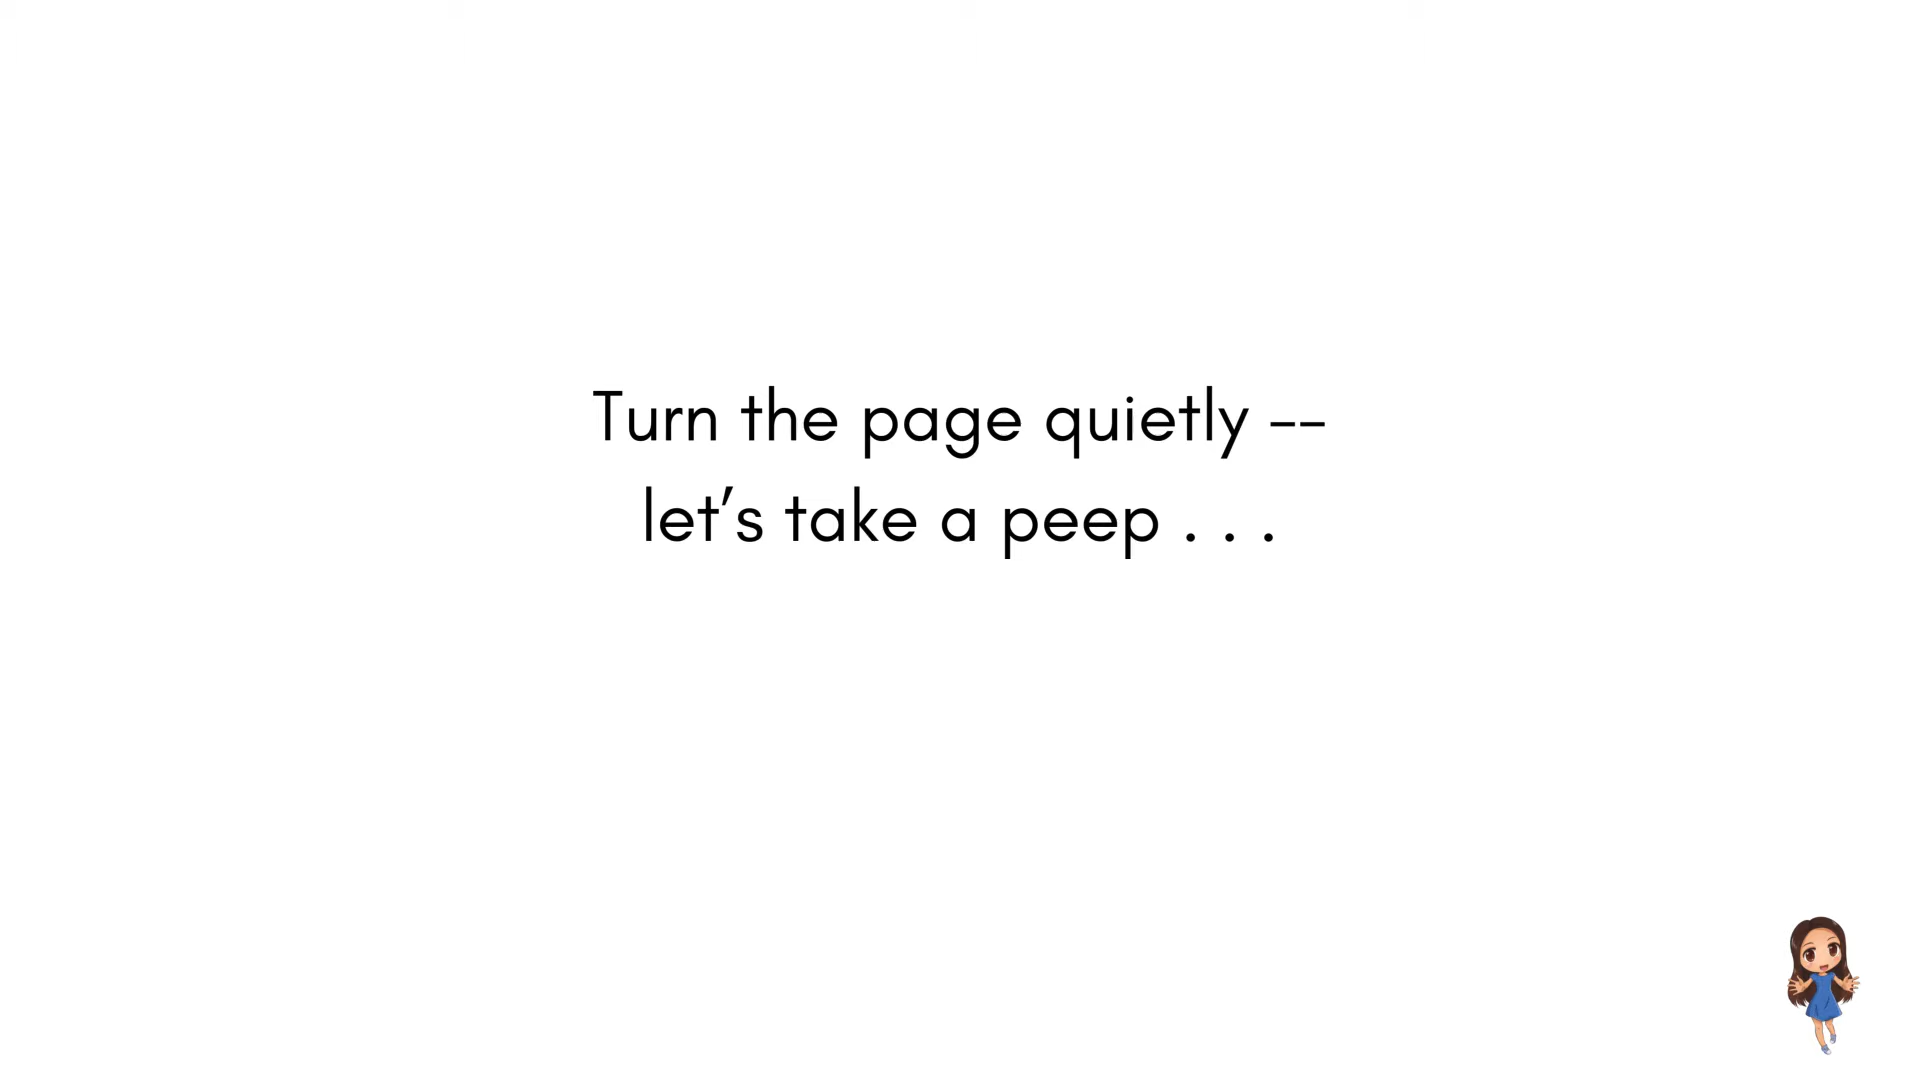 Turn the page quietly --
let's take a peep . . .